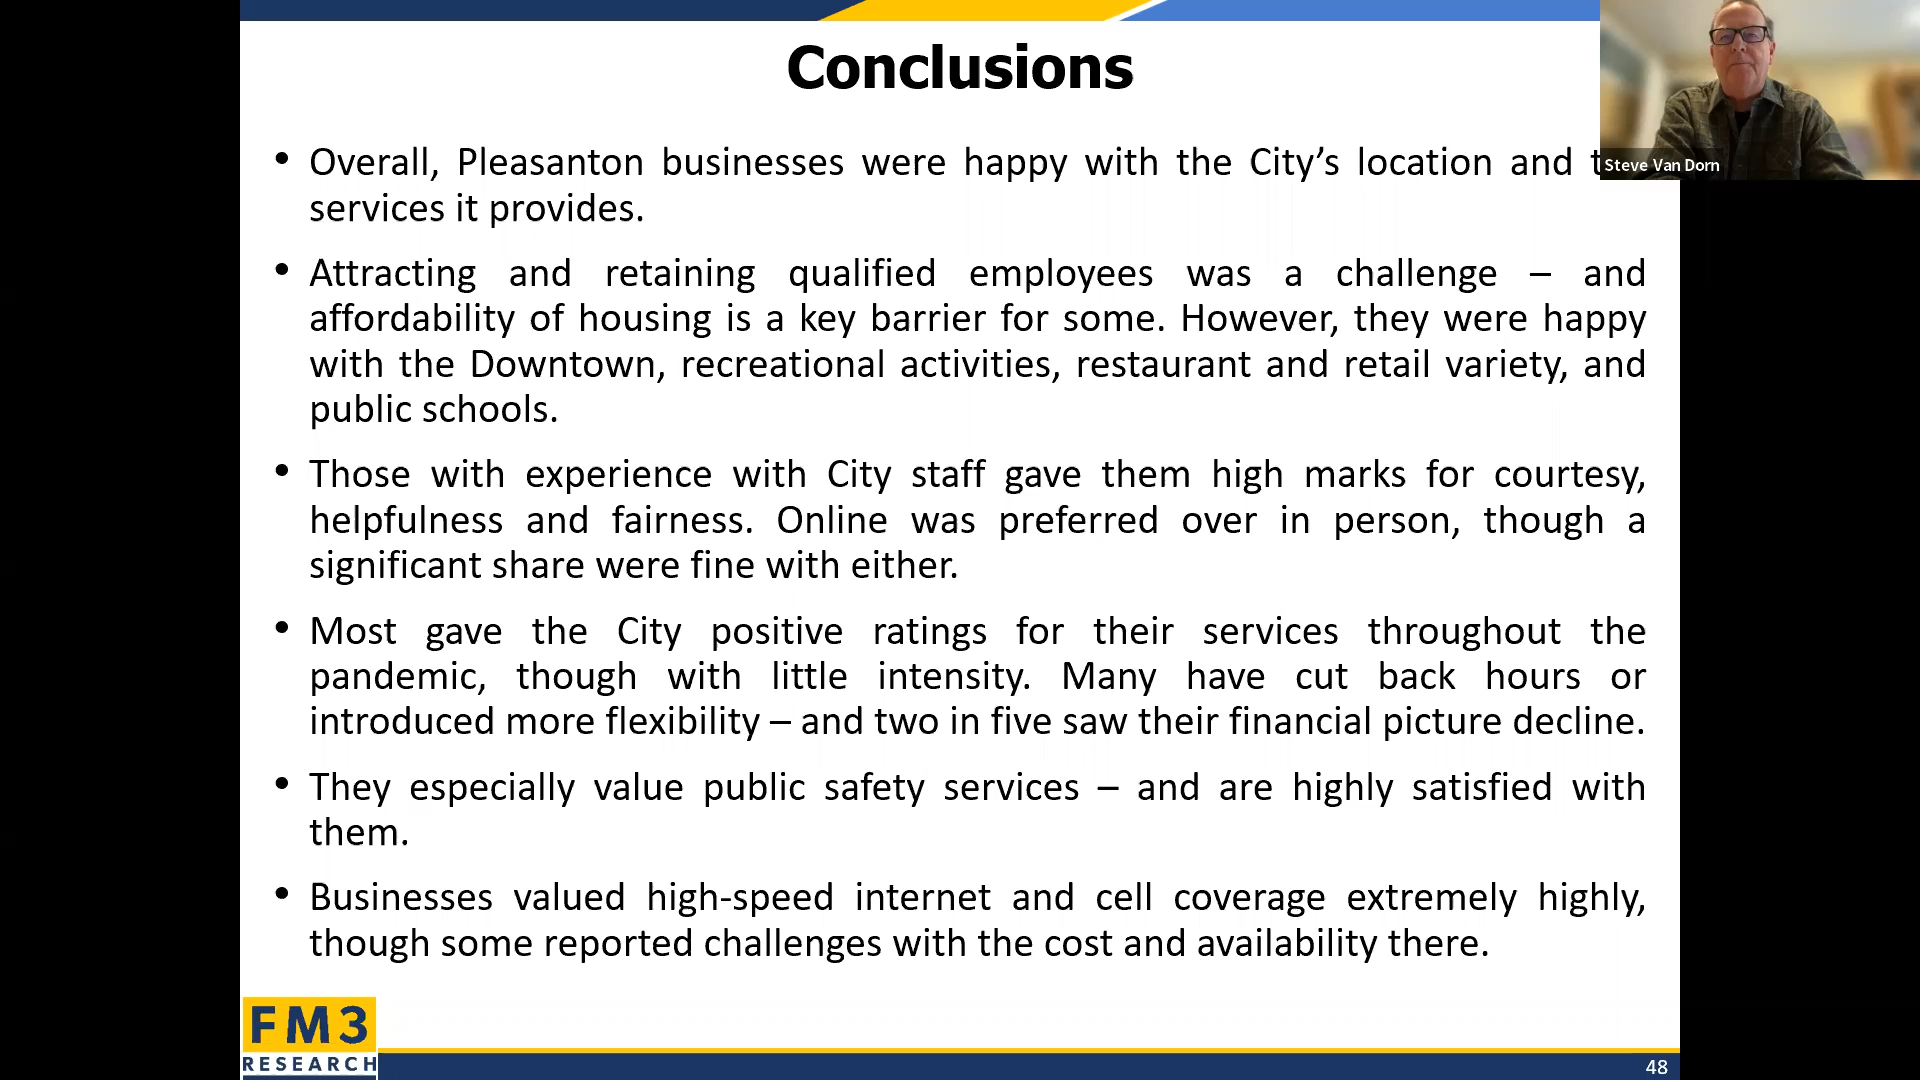 Conclusions
• Overall, Pleasanton businesses were happy with the City’s location and
services it provides.
• Attracting and retaining qualified employees was a challenge – and
affordability of housing is a key barrier for some. However, they were happy
with the Downtown, recreational activities, restaurant and retail variety, and
public schools.
• Those with experience with City staff gave them high marks for courtesy,
helpfulness and fairness. Online was preferred over in person, though a
significant share were fine with either.
• Most gave the City positive ratings for their services throughout the
pandemic, though with little intensity. Many have cut back hours or
introduced more flexibility – and two in five saw their financial picture decline.
• They especially value public safety services – and are highly satisfied with
them.
• Businesses valued high-speed internet and cell coverage extremely highly,
though some reported challenges with the cost and availability there.
Steve Van Dorn
FM3
RESEARCH
48